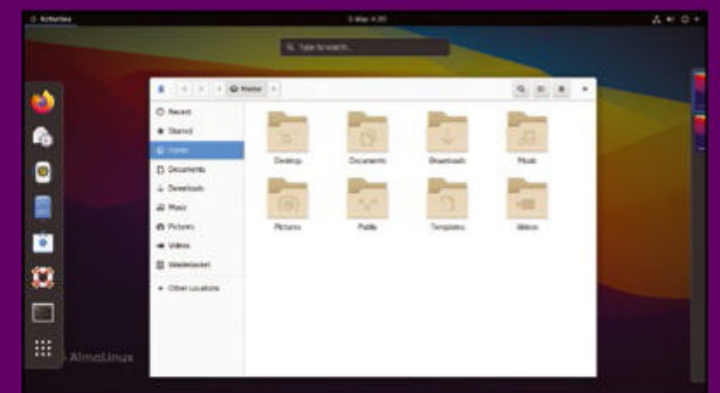 Activities
Type to search...
Home
Recent
Starred
Home
Documents
Downloads
Music
Pictures
Videos
Wastebasket
+ Other Locations
Desktop Documents Downloads Music
Pictures Public Templates Videos
AlmaLinux